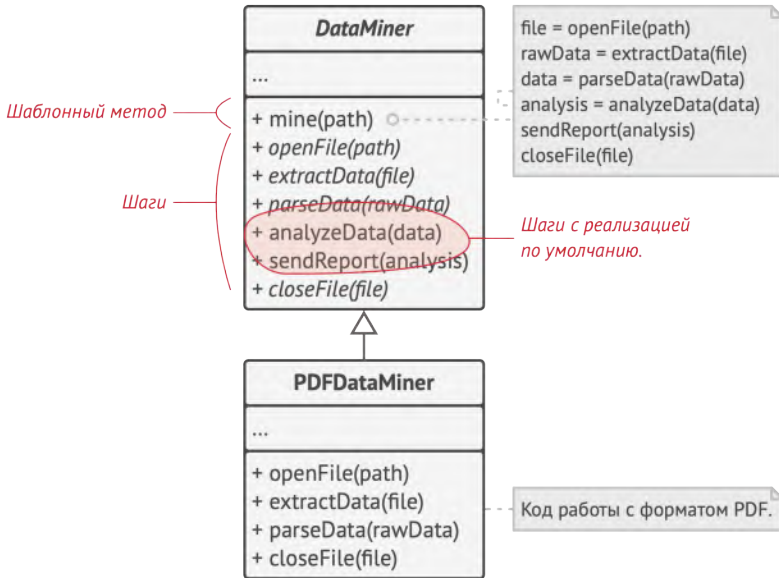 DataMiner
...
Шаблонный метод
+ mine(path)
Шаги
+ openFile(path)
+ extractData(file)
+ parseData(rawData)
+ analyzeData(data)
+ sendReport(analysis)
+ closeFile(file)
file = openFile(path)
rawData = extractData(file)
data = parseData(rawData)
analysis = analyzeData(data)
sendReport(analysis)
closeFile(file)
Шаги с реализацией
по умолчанию.
PDFDataMiner
...
+ openFile(path)
+ extractData(file)
+ parseData(rawData)
+ closeFile(file)
Код работы с форматом PDF.